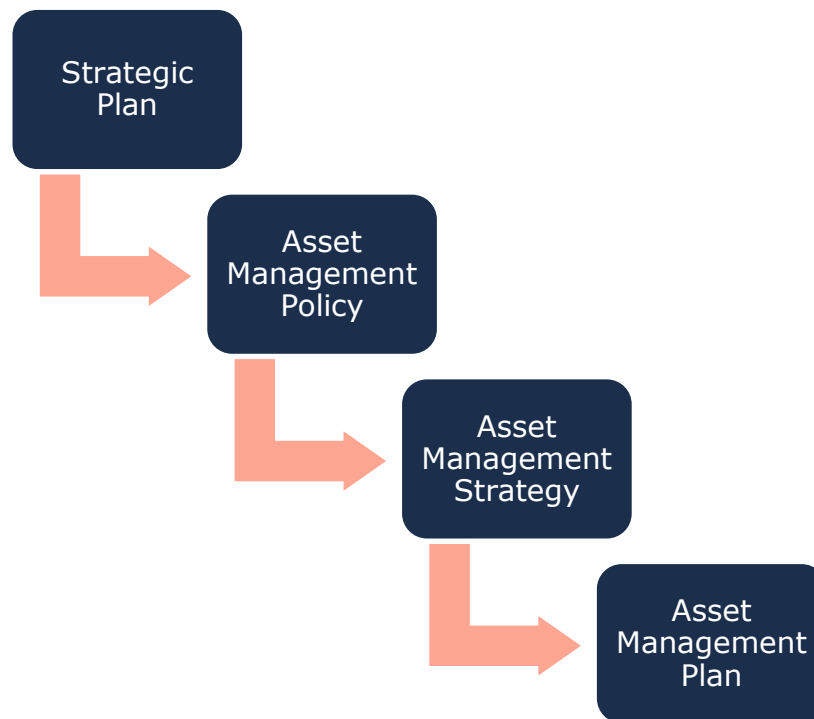 Strategic
Plan
Asset
Management
Policy
Asset
Management
Strategy
Asset
Management
Plan